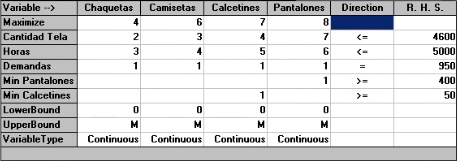 Variable --> Chaquetas Camisetas Calcetines Pantalones Direction R. H. S.
Maximize 4 6 7 8
Cantidad Tela 2 3 4 7 <= 4600
Horas 3 4 5 6 <= 5000
Demandas 1 1 1 1 = 950
Min Pantalones 1 >= 400
Min Calcetines 1 >= 50
LowerBound 0 0 0 0
UpperBound M M M M
VariableType Continuous Continuous Continuous Continuous